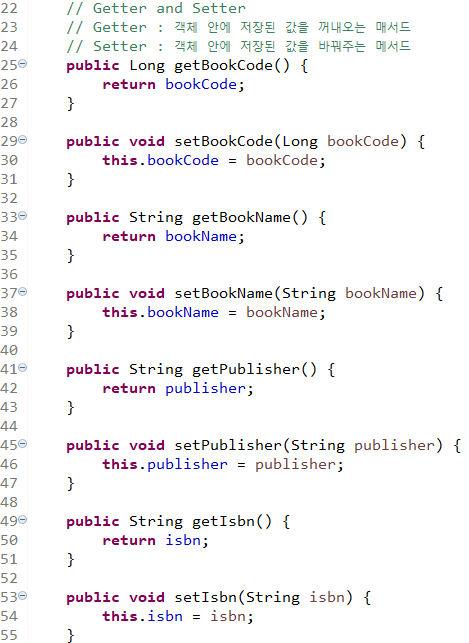 22 // Getter and Setter
23 // Getter : 객체 안에 저장된 값을 꺼내오는 매서드
24 // Setter : 객체 안에 저장된 값을 바꿔주는 매서드
25 public Long getBookCode() {
26 return bookCode;
27 }
28
29 public void setBookCode(Long bookCode) {
30 this.bookCode = bookCode;
31 }
32
33 public String getBookName() {
34 return bookName;
35 }
36
37 public void setBookName(String bookName) {
38 this.bookName = bookName;
39 }
40
41 public String getPublisher() {
42 return publisher;
43 }
44
45 public void setPublisher(String publisher) {
46 this.publisher = publisher;
47 }
48
49 public String getIsbn() {
50 return isbn;
51 }
52
53 public void setIsbn(String isbn) {
54 this.isbn = isbn;
55 }